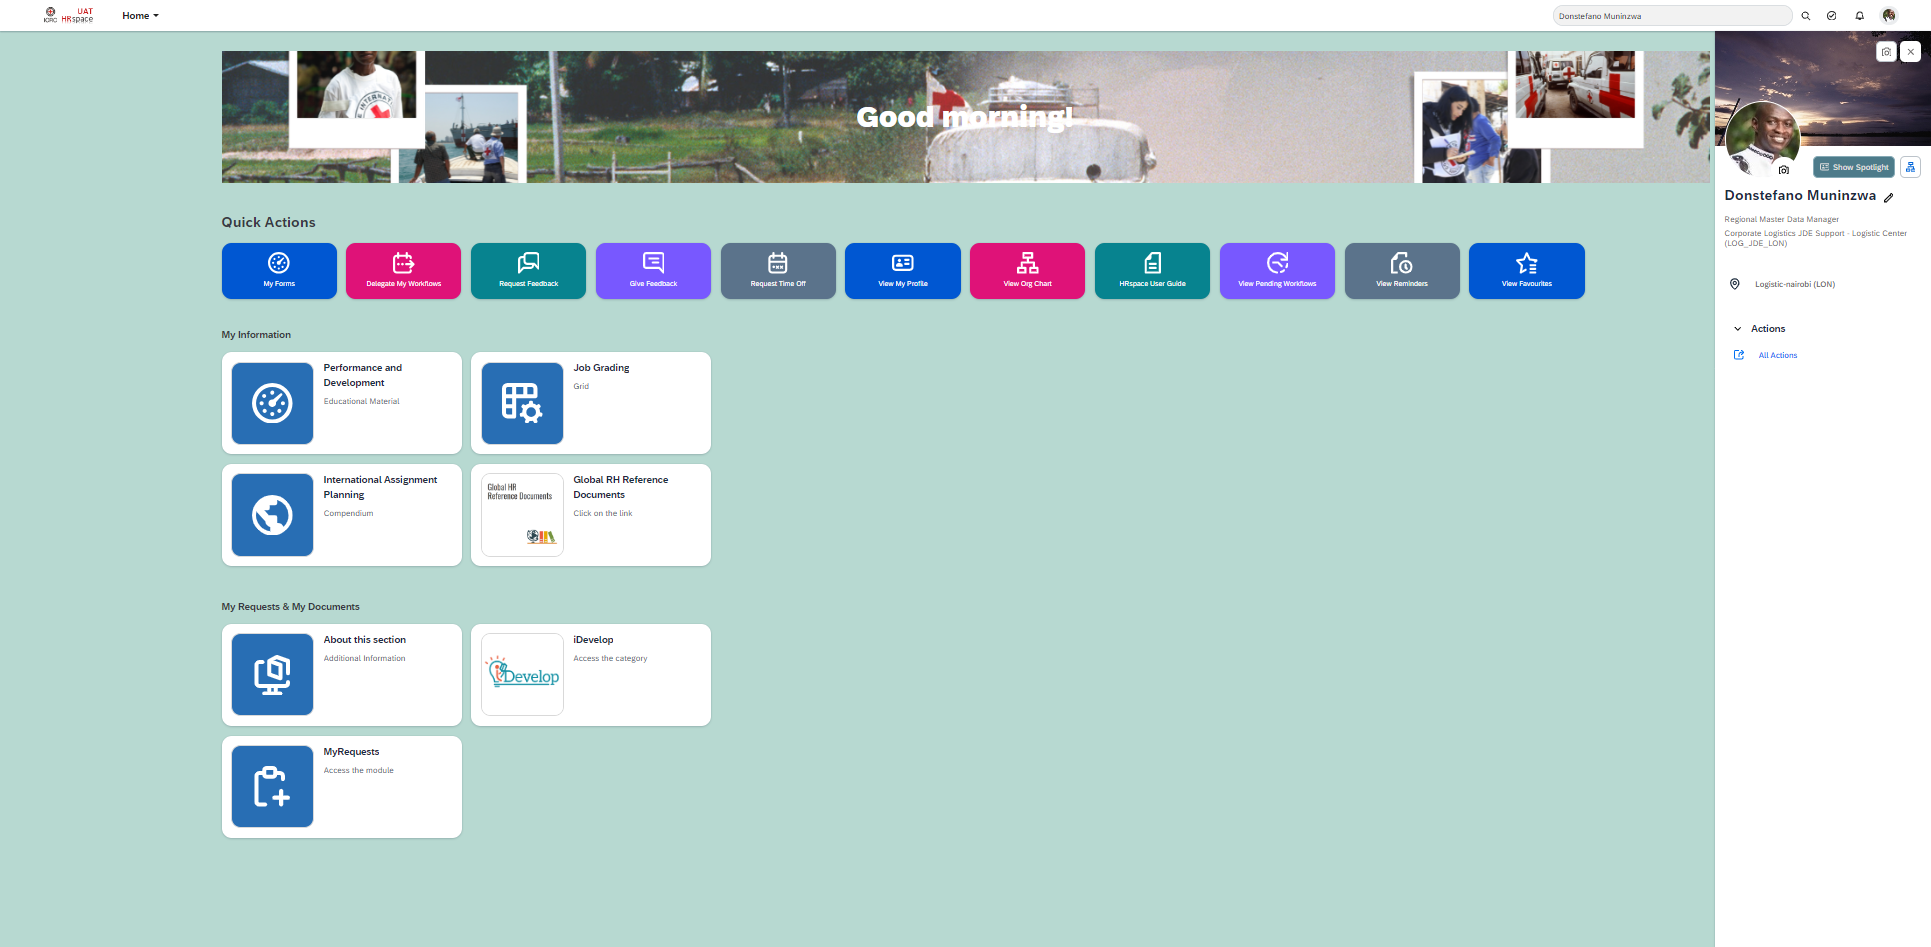 ICRC
UAT
HRspace
Home
Donstefano Muninzwa
Good morning!
Show Spotlight
Donstefano Muninzwa
Regional Master Data Manager
Corporate Logistics JDE Support - Logistic Center
(LOG_JDE_LON)
Logistic-nairobi (LON)
Actions
All Actions
Quick Actions
My Forms
Delegate My Workflows
Request Feedback
Give Feedback
Request Time Off
View My Profile
View Org Chart
HRspace User Guide
View Pending Workflows
View Reminders
View Favourites
My Information
Performance and
Development
Educational Material
Job Grading
Grid
International Assignment
Planning
Compendium
Global HR
Reference Documents
Global RH Reference
Documents
Click on the link
My Requests & My Documents
About this section
Additional Information
iDevelop
iDevelop
Access the category
MyRequests
Access the module